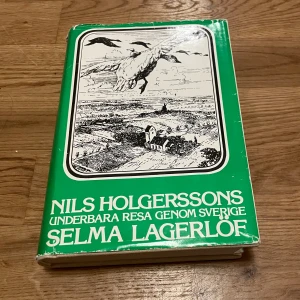 NILS HOLGERSSONS
UNDERBARA RESA GENOM SVERIGE
SELMA LAGERLÖF